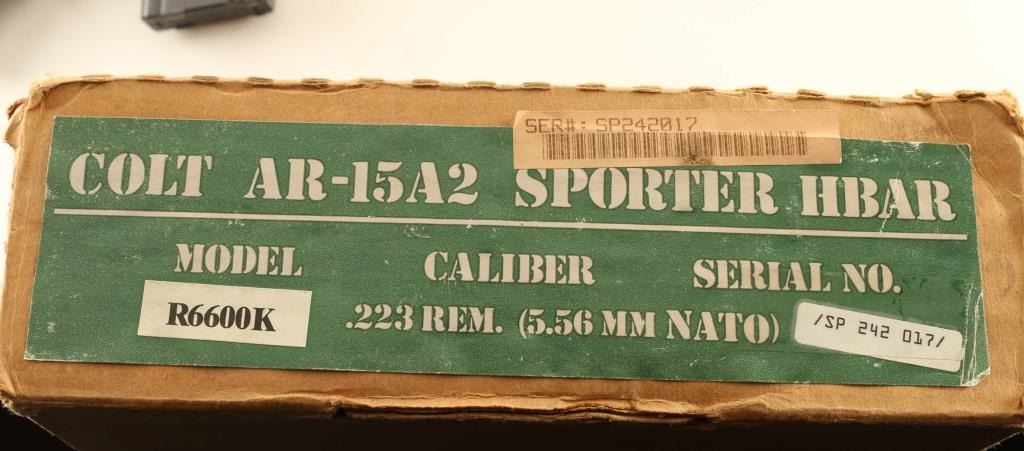 SER#: SP242017
COLT AR-15A2 SPORTER HBAR
MODEL CALIBER SERIAL NO.
R6600K .223 REM. (5.56 MM NATO) /SP 242 017/